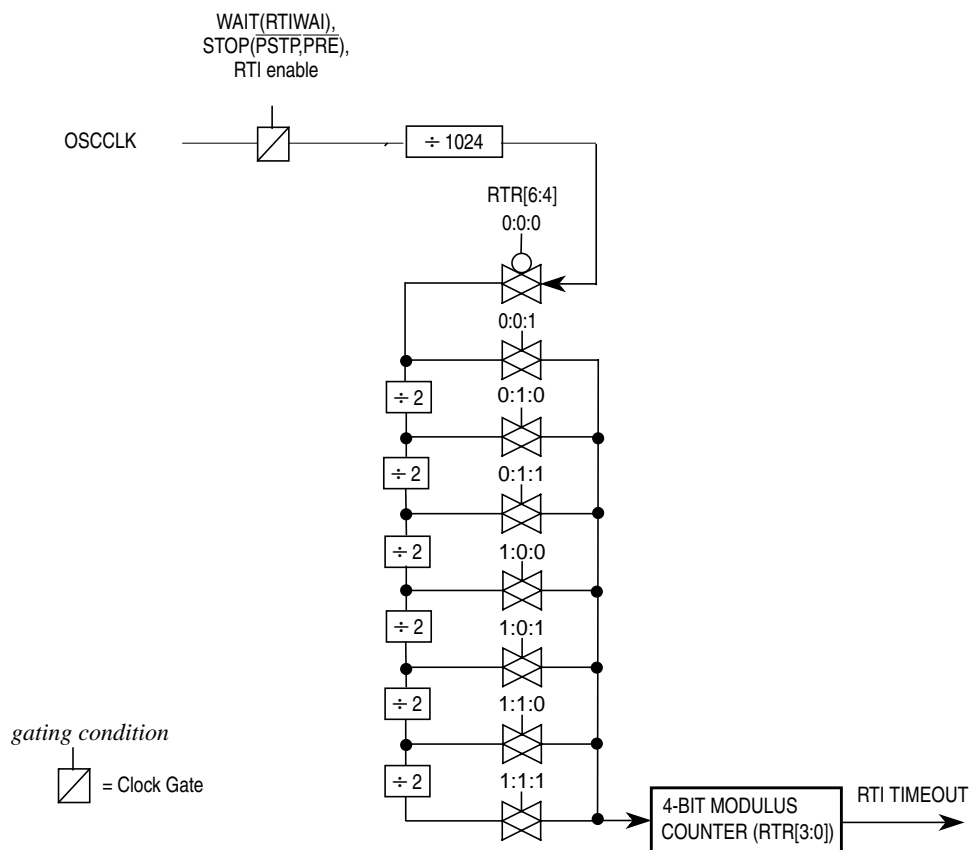 WAIT(RTIWAI),
STOP(PSTP,PRE),
RTI enable
OSCCLK
÷ 1024
RTR[6:4]
0:0:0
0:0:1
÷ 2
0:1:0
÷ 2
0:1:1
÷ 2
1:0:0
÷ 2
1:0:1
÷ 2
1:1:0
÷ 2
1:1:1
gating condition
= Clock Gate
4-BIT MODULUS
COUNTER (RTR[3:0])
RTI TIMEOUT